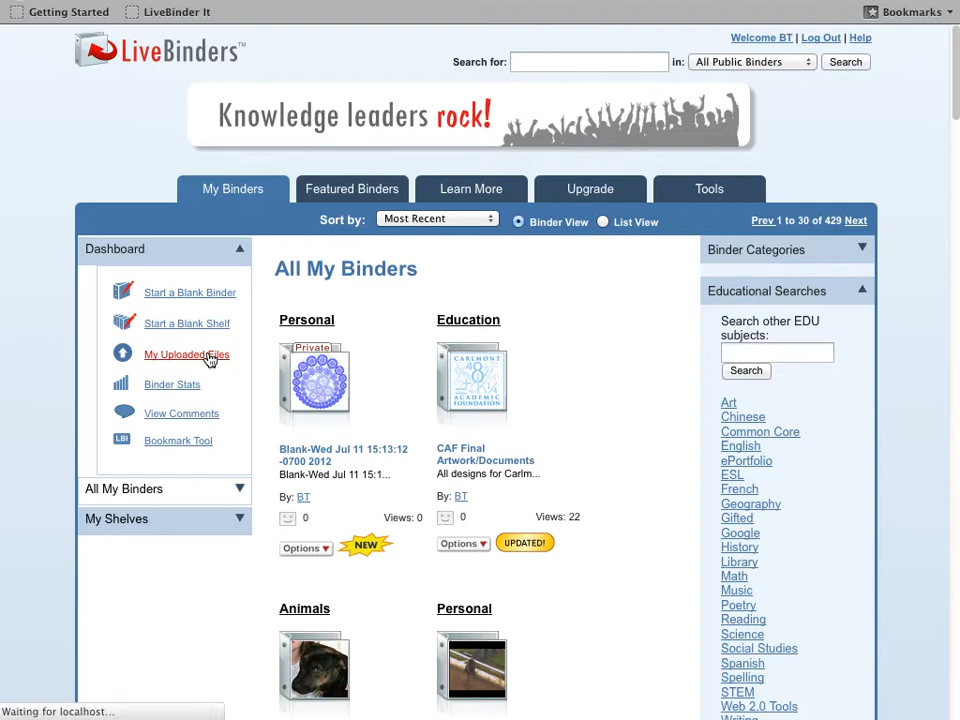 Getting Started LiveBinder It Bookmarks
Welcome BT | Log Out | Help
LiveBinders™
Search for: in: All Public Binders Search
Knowledge leaders rock!
My Binders Featured Binders Learn More Upgrade Tools
Sort by: Most Recent Binder View List View Prev 1 to 30 of 429 Next
Dashboard
Start a Blank Binder
Start a Blank Shelf
My Uploaded Files
Binder Stats
View Comments
LBI Bookmark Tool
All My Binders
My Shelves
All My Binders
Personal
Private
Blank-Wed Jul 11 15:13:12
-0700 2012
Blank-Wed Jul 11 15:1...
By: BT
0 Views: 0
Options NEW
Education
CARLMONT
48
ACADEMIC
FOUNDATION
CAF Final
Artwork/Documents
All designs for Carlm...
By: BT
0 Views: 22
Options UPDATED!
Animals
Personal
Binder Categories
Educational Searches
Search other EDU
subjects:
Search
Art
Chinese
Common Core
English
ePortfolio
ESL
French
Geography
Gifted
Google
History
Library
Math
Music
Poetry
Reading
Science
Social Studies
Spanish
Spelling
STEM
Web 2.0 Tools
Writing
Waiting for localhost...